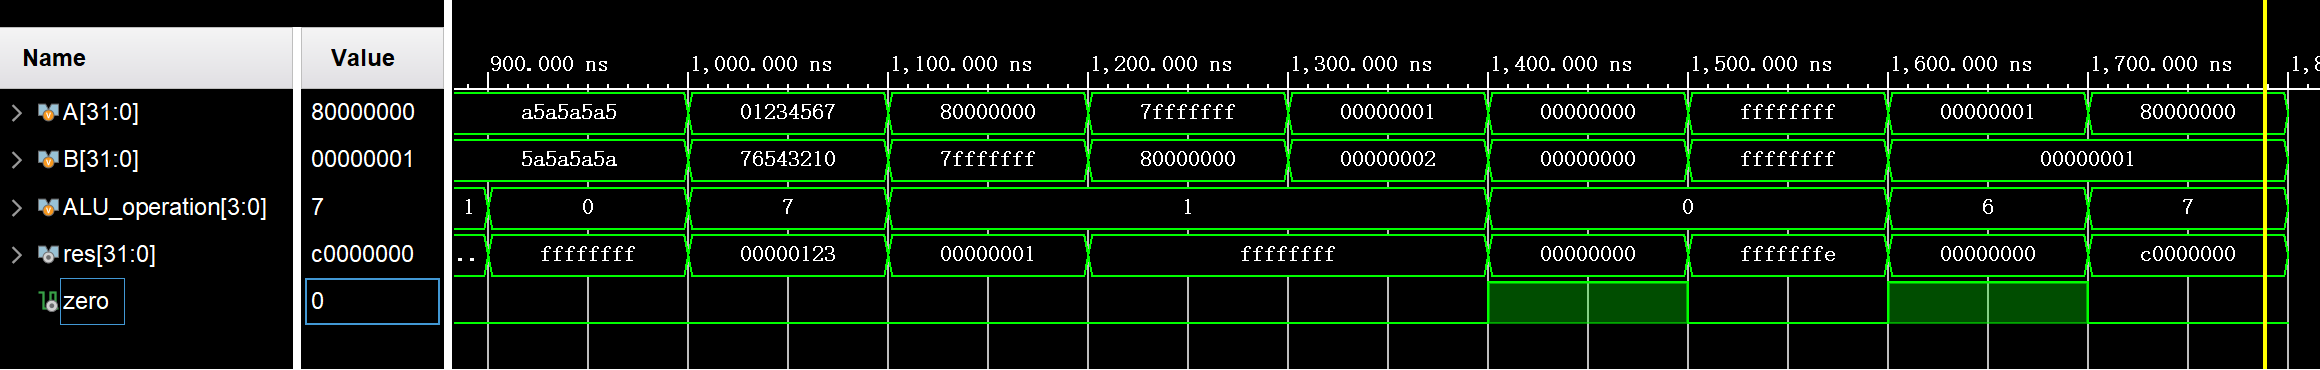 Name Value
900.000 ns 1,000.000 ns 1,100.000 ns 1,200.000 ns 1,300.000 ns 1,400.000 ns 1,500.000 ns 1,600.000 ns 1,700.000 ns 1,8
A[31:0] 80000000 a5a5a5a5 01234567 80000000 7fffffff 00000001 00000000 ffffffff 00000001 80000000
B[31:0] 00000001 5a5a5a5a 76543210 7fffffff 80000000 00000002 00000000 ffffffff 00000001
ALU_operation[3:0] 7 1 0 7 1 0 6 7
res[31:0] c0000000 .. ffffffff 00000123 00000001 ffffffff 00000000 fffffffe 00000000 c0000000
zero 0